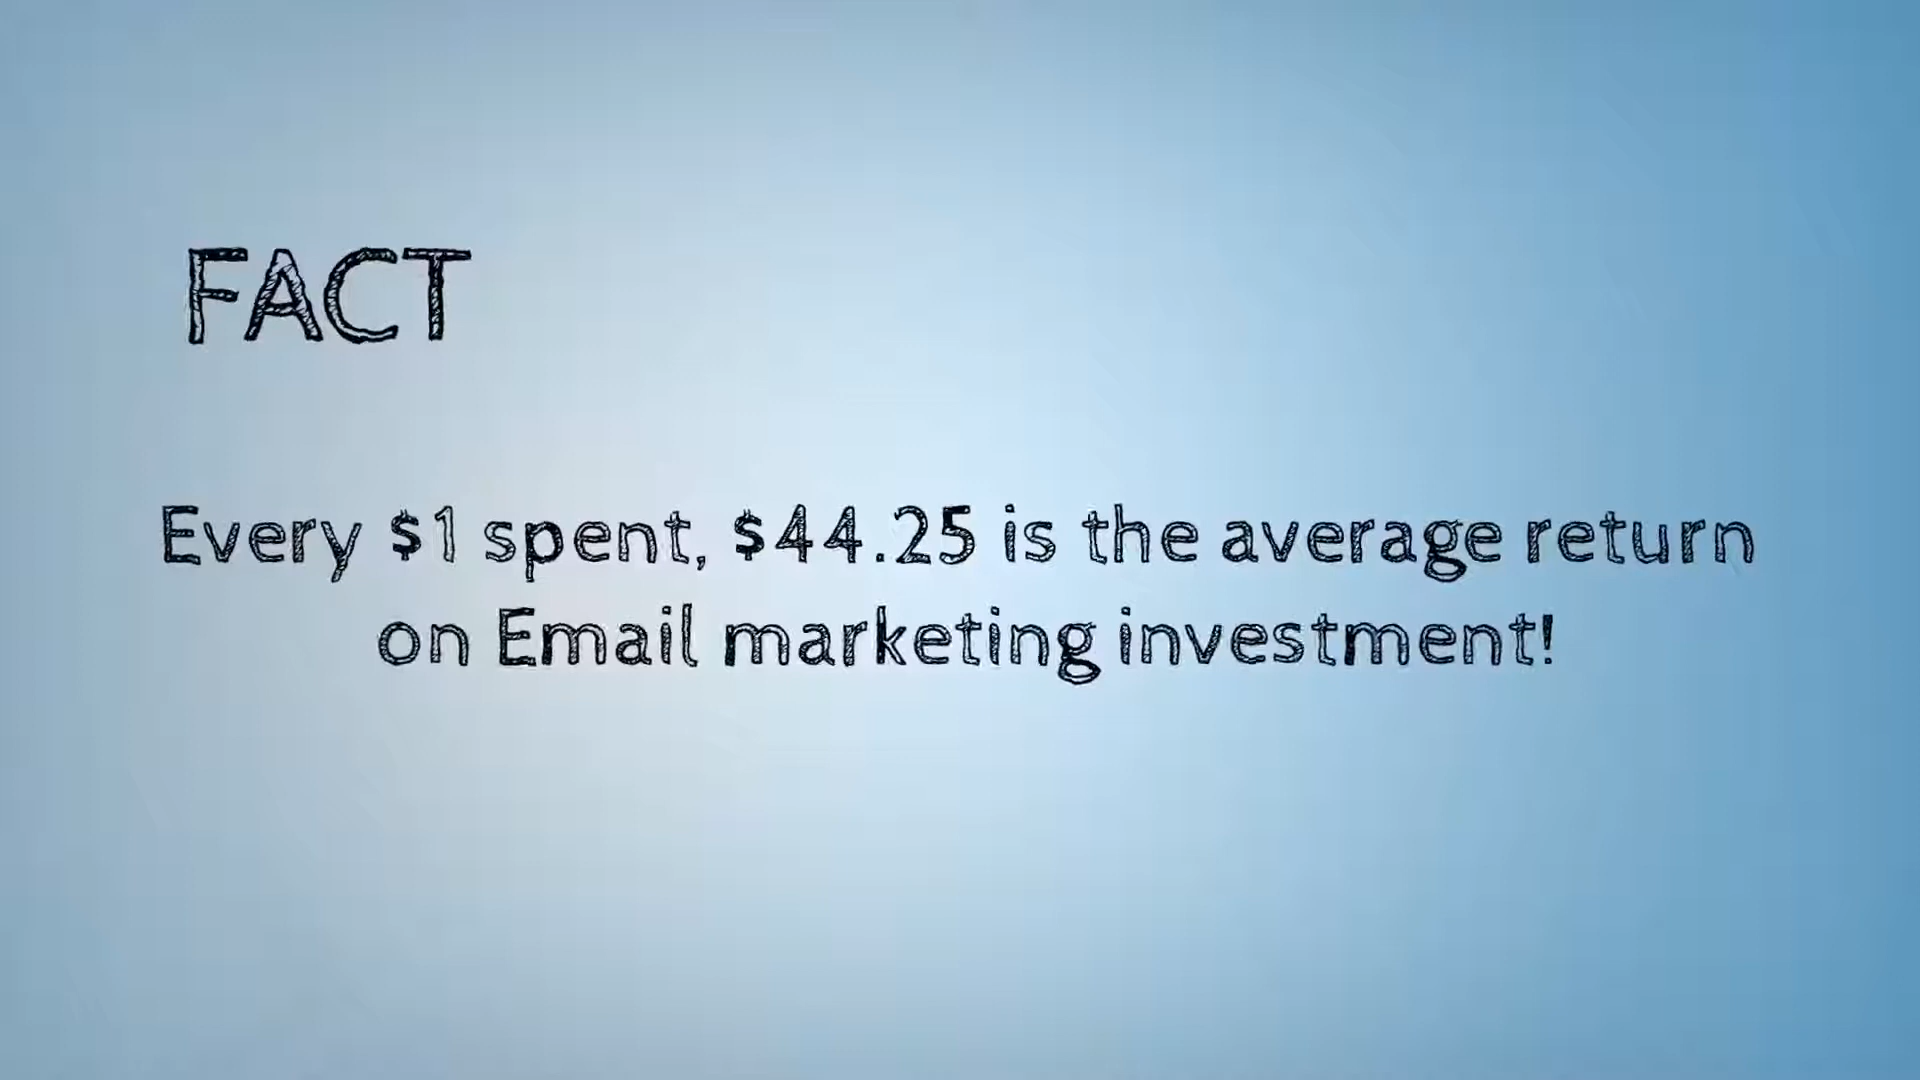 FACT
Every $1 spent, $44.25 is the average return
on Email marketing investment!